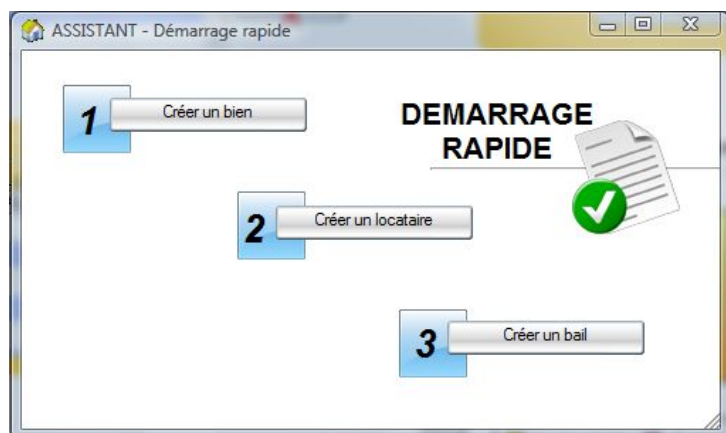 ASSISTANT - Démarrage rapide
1 Créer un bien
DEMARRAGE
RAPIDE
2 Créer un locataire
3 Créer un bail